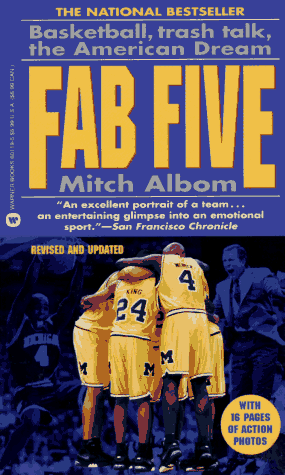 THE NATIONAL BESTSELLER
Basketball, trash talk,
the American Dream
FAB FIVE
Mitch Albom
"An excellent portrait of a team . . .
an entertaining glimpse into an emotional
sport."—San Francisco Chronicle
REVISED AND UPDATED
KING
24
4
M
M
M
MICHIGAN
4
WITH
16 PAGES
OF ACTION
PHOTOS